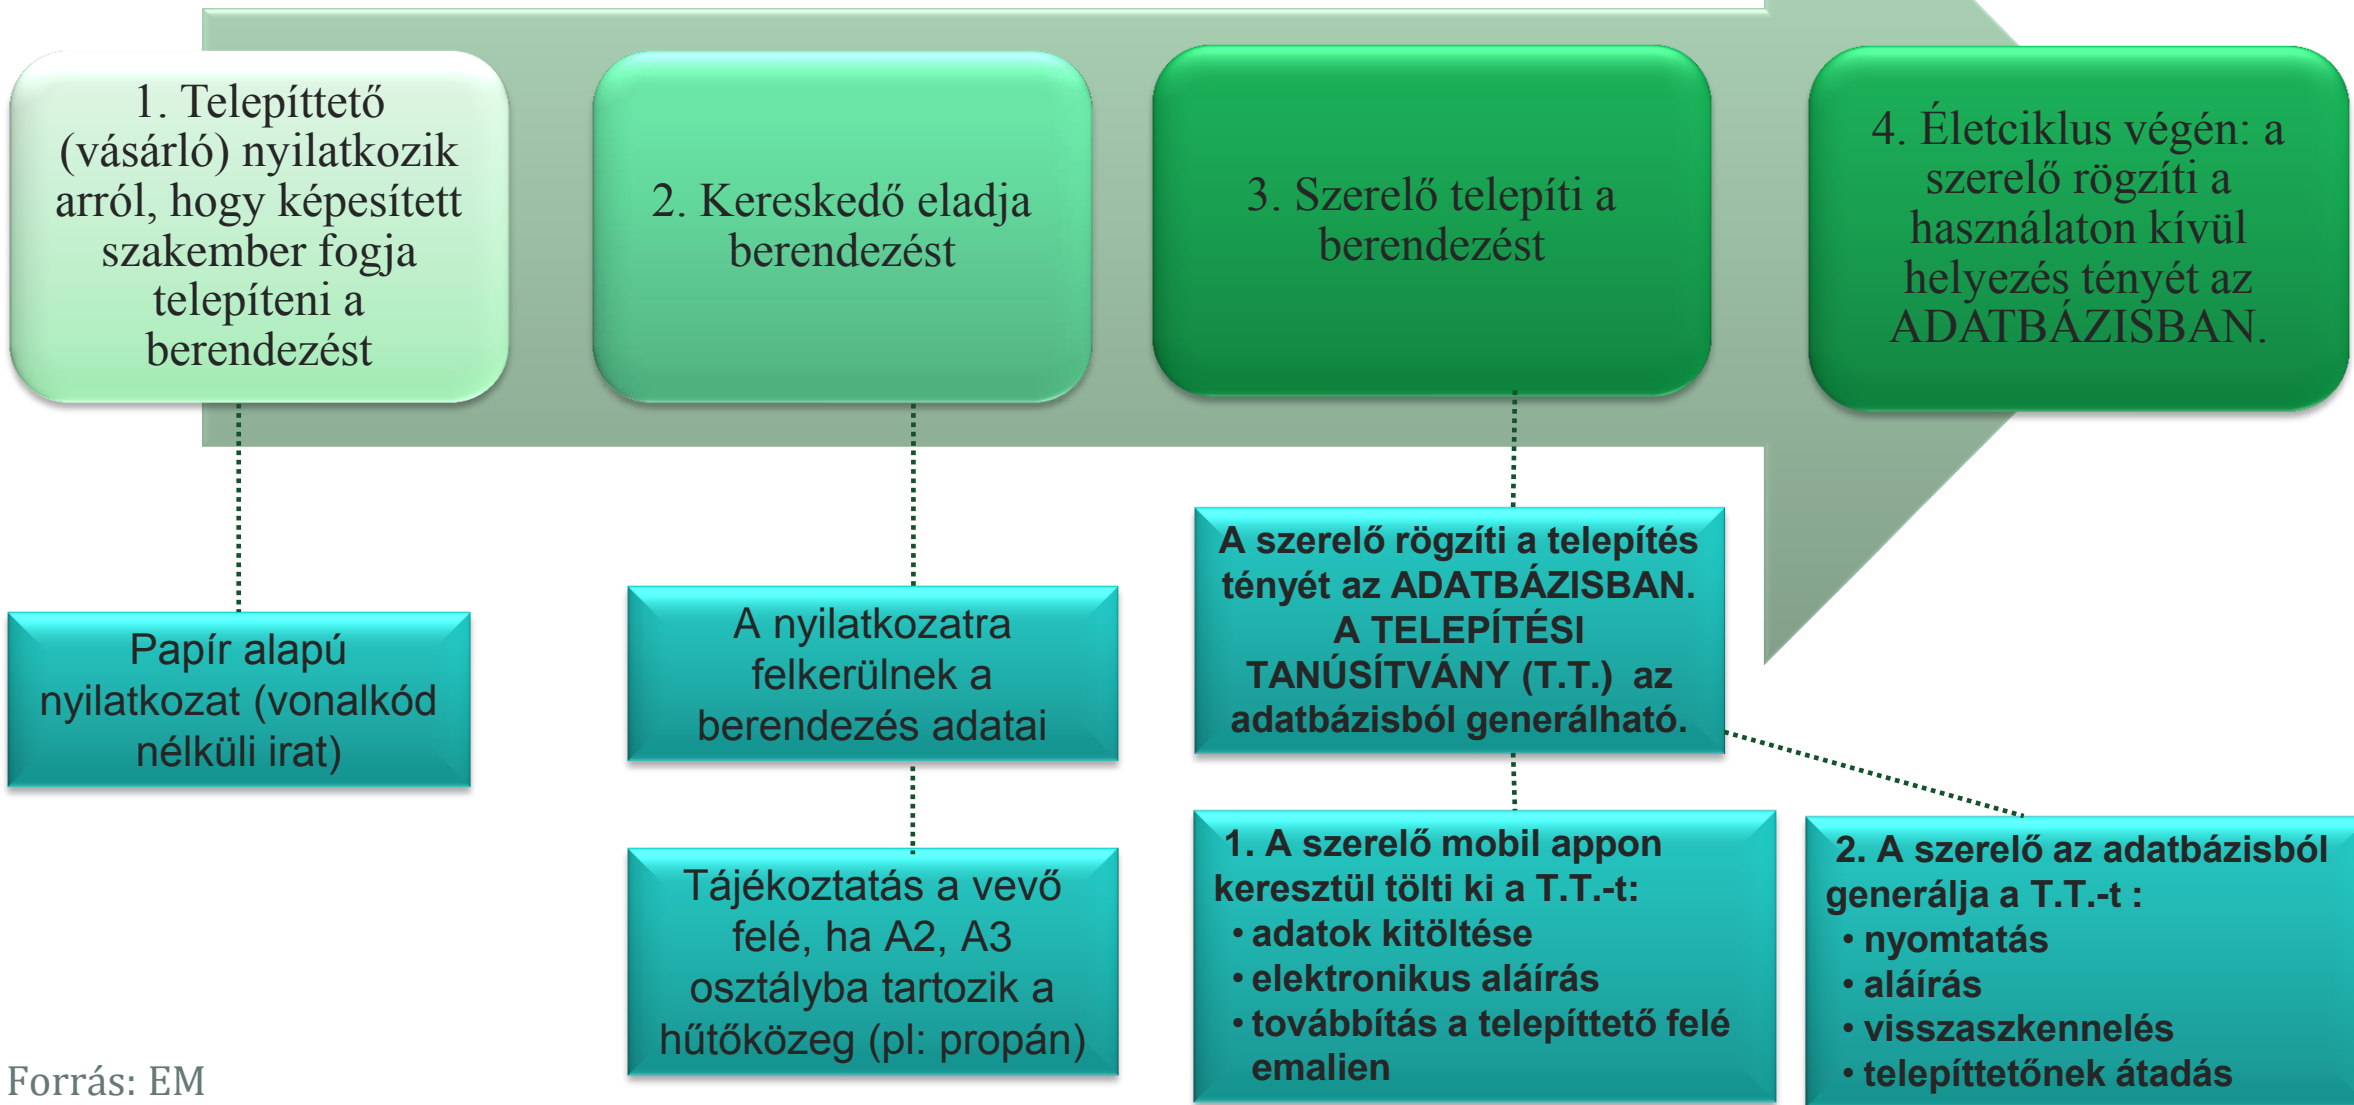 1. Telepíttető
(vásárló) nyilatkozik
arról, hogy képesített
szakember fogja
telepíteni a
berendezést
2. Kereskedő eladja
berendezést
3. Szerelő telepíti a
berendezést
4. Életciklus végén: a
szerelő rögzíti a
használaton kívül
helyezés tényét az
ADATBÁZISBAN.
Papír alapú
nyilatkozat (vonalkód
nélküli irat)
A nyilatkozatra
felkerülnek a
berendezés adatai
Tájékoztatás a vevő
felé, ha A2, A3
osztályba tartozik a
hűtőközeg (pl: propán)
A szerelő rögzíti a telepítés
tényét az ADATBÁZISBAN.
A TELEPÍTÉSI
TANÚSÍTVÁNY (T.T.) az
adatbázisból generálható.
1. A szerelő mobil appon
keresztül tölti ki a T.T.-t:
• adatok kitöltése
• elektronikus aláírás
• továbbítás a telepíttető felé
emalien
2. A szerelő az adatbázisból
generálja a T.T.-t :
• nyomtatás
• aláírás
• visszaszkennelés
• telepíttetőnek átadás
Forrás: EM